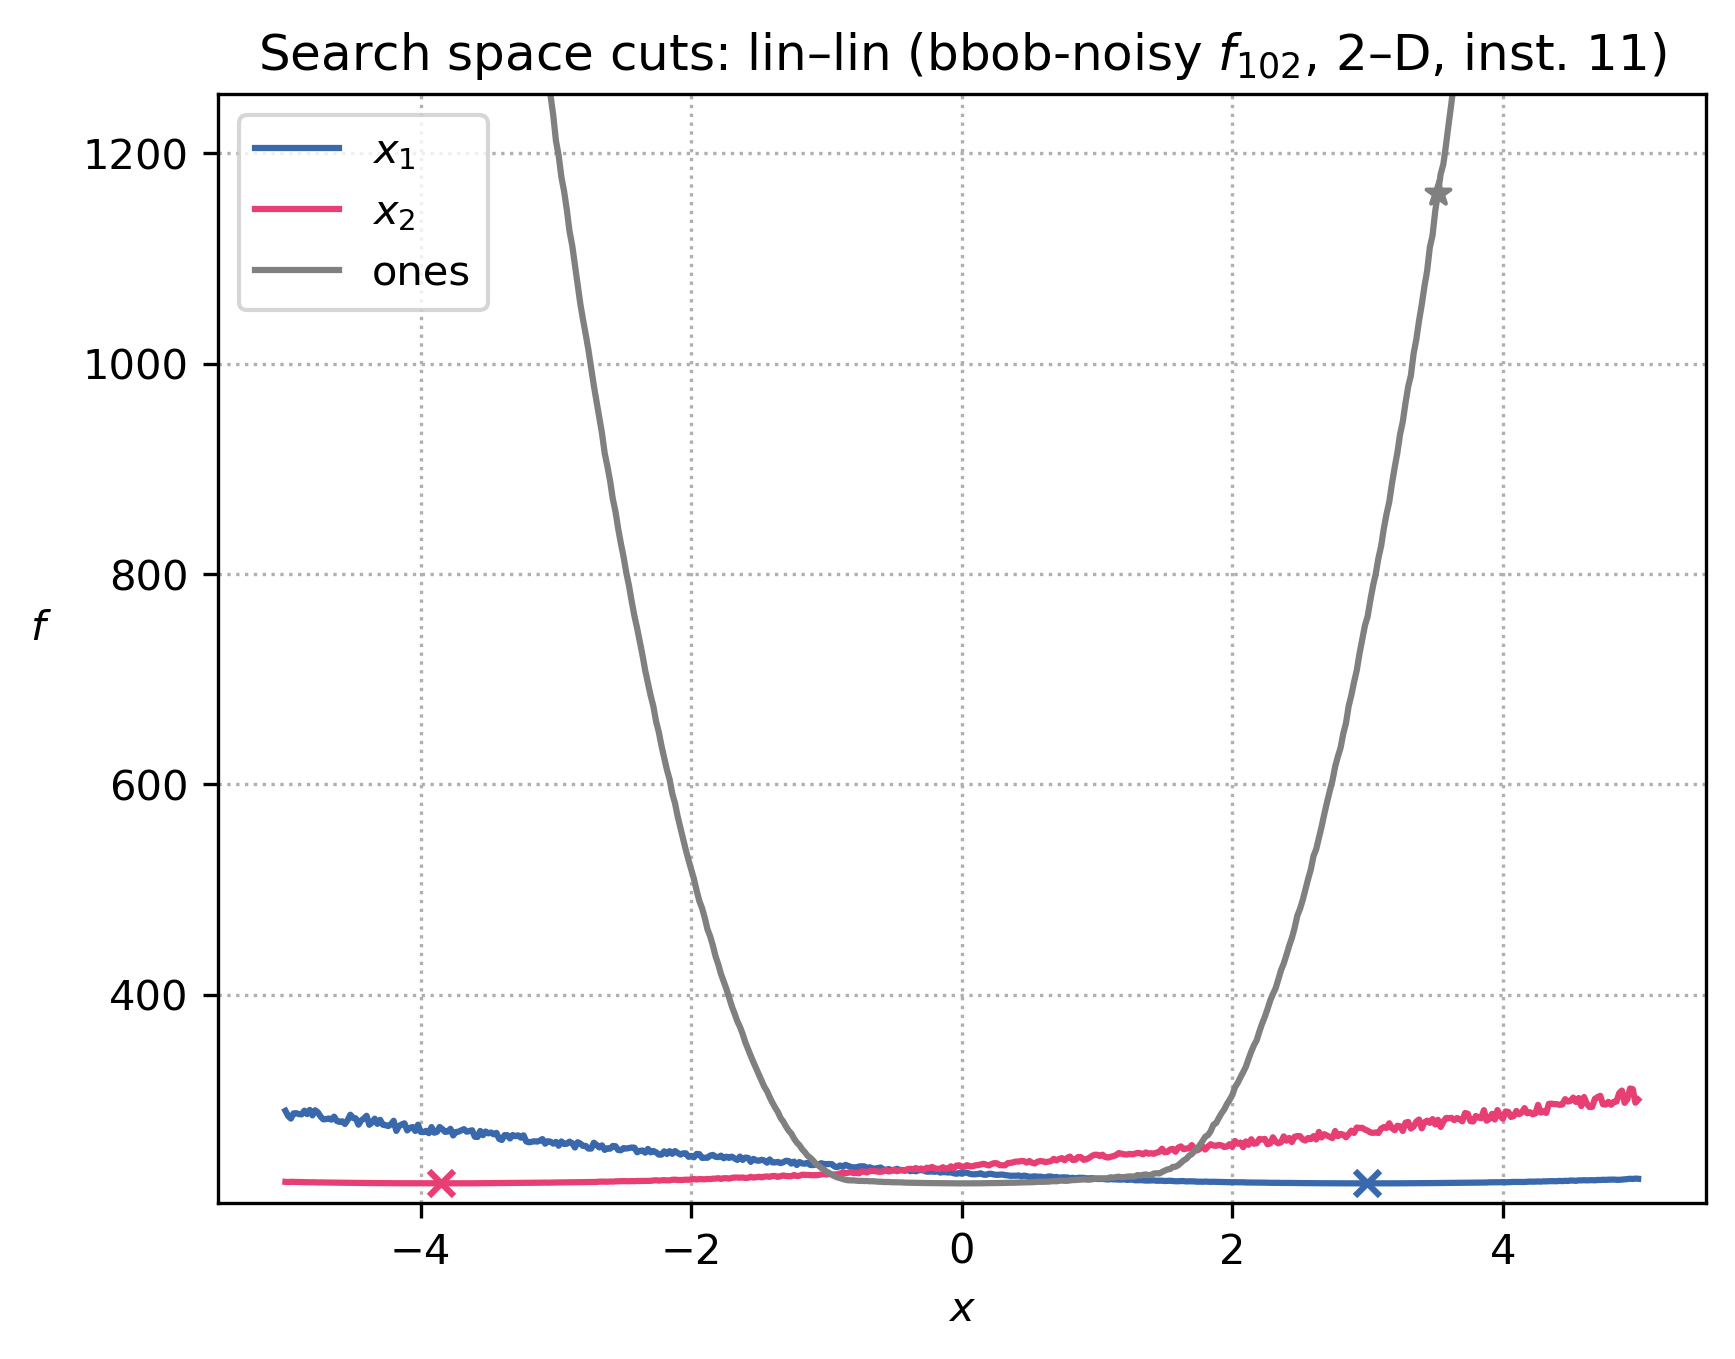 Search space cuts: lin–lin (bbob-noisy f₁₀₂, 2–D, inst. 11)
x₁
x₂
ones
1200
1000
800
600
400
f
−4 −2 0 2 4
x